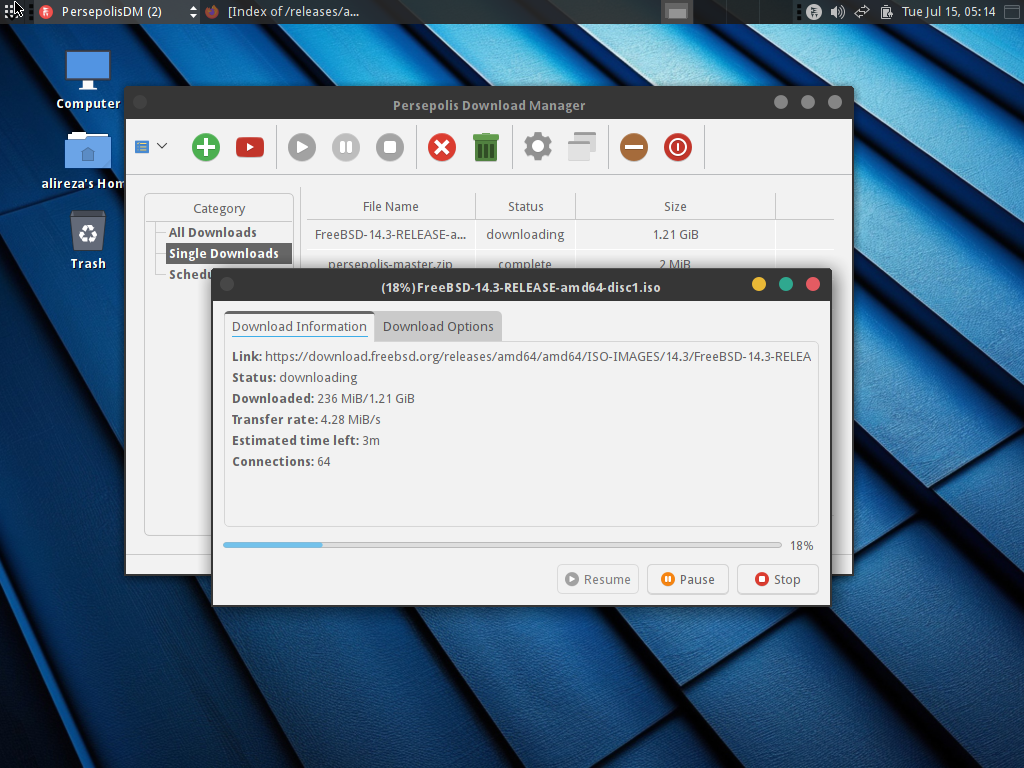 PersepolisDM (2)
[Index of /releases/a...
Tue Jul 15, 05:14
Computer
alireza's Hom
Trash
Persepolis Download Manager
Category
All Downloads
Single Downloads
Schedu
File Name Status Size
FreeBSD-14.3-RELEASE-a... downloading 1.21 GiB
persepolis-master.zip complete 2 MiB
(18%)FreeBSD-14.3-RELEASE-amd64-disc1.iso
Download Information
Download Options
Link: https://download.freebsd.org/releases/amd64/amd64/ISO-IMAGES/14.3/FreeBSD-14.3-RELEA
Status: downloading
Downloaded: 236 MiB/1.21 GiB
Transfer rate: 4.28 MiB/s
Estimated time left: 3m
Connections: 64
18%
Resume
Pause
Stop